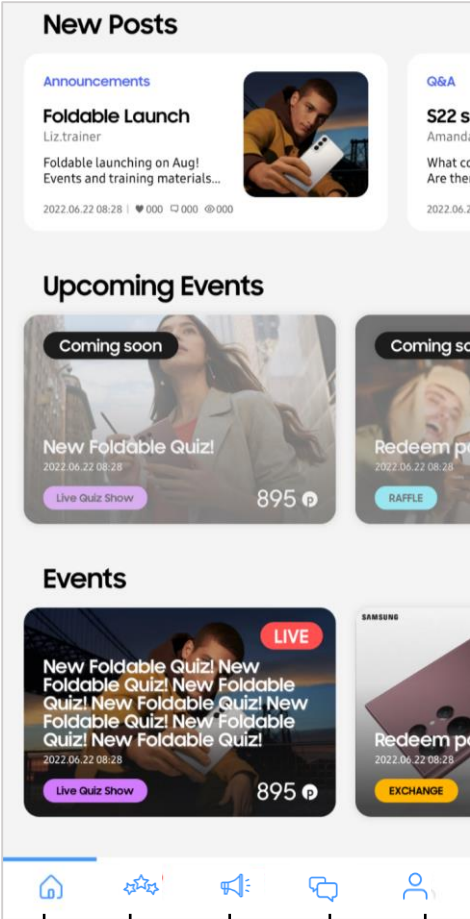 New Posts
Announcements
Foldable Launch
Liz.trainer
Foldable launching on Aug!
Events and training materials...
2022.06.22 08:28 | 000 000 000
Q&A
S22 s
Amanda
What co
Are ther
2022.06.2
Upcoming Events
Coming soon
New Foldable Quiz!
2022.06.22 08:28
Live Quiz Show
895 P
Coming so
Redeem po
2022.06.22 08:28
RAFFLE
Events
LIVE
New Foldable Quiz! New
Foldable Quiz! New Foldable
Quiz! New Foldable Quiz! New
Foldable Quiz! New Foldable
Quiz! New Foldable Quiz!
2022.06.22 08:28
Live Quiz Show
895 P
SAMSUNG
Redeem po
2022.06.22 08:28
EXCHANGE